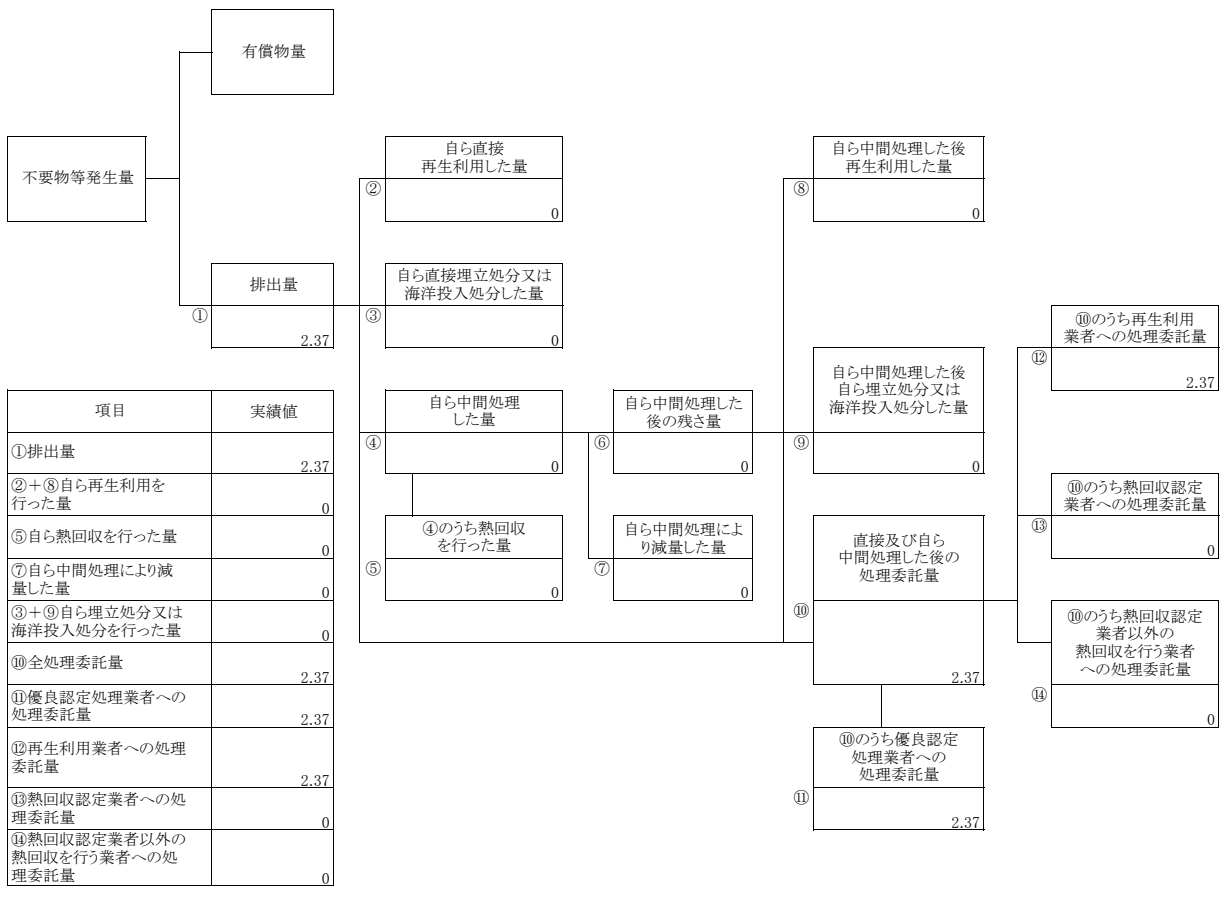 有償物量
不要物等発生量
排出量
①
2.37
自ら直接
再生利用した量
②
0
自ら直接埋立処分又は
海洋投入処分した量
③
0
自ら中間処理
した量
④
0
④のうち熱回収
を行った量
⑤
0
自ら中間処理した
後の残さ量
⑥
0
自ら中間処理によ
り減量した量
⑦
0
自ら中間処理した後
再生利用した量
⑧
0
自ら中間処理した後
自ら埋立処分又は
海洋投入処分した量
⑨
0
直接及び自ら
中間処理した後の
処理委託量
⑩
2.37
⑩のうち優良認定
処理業者への
処理委託量
⑪
2.37
⑩のうち再生利用
業者への処理委託量
⑫
2.37
⑩のうち熱回収認定
業者への処理委託量
⑬
0
⑩のうち熱回収認定
業者以外の
熱回収を行う業者
への処理委託量
⑭
0
項目 実績値
①排出量
2.37
②+⑧自ら再生利用を
行った量
0
⑤自ら熱回収を行った量
0
⑦自ら中間処理により減
量した量
0
③+⑨自ら埋立処分又は
海洋投入処分を行った量
0
⑩全処理委託量
2.37
⑪優良認定処理業者への
処理委託量
2.37
⑫再生利用業者への処理
委託量
2.37
⑬熱回収認定業者への処
理委託量
0
⑭熱回収認定業者以外の
熱回収を行う業者への処
理委託量
0